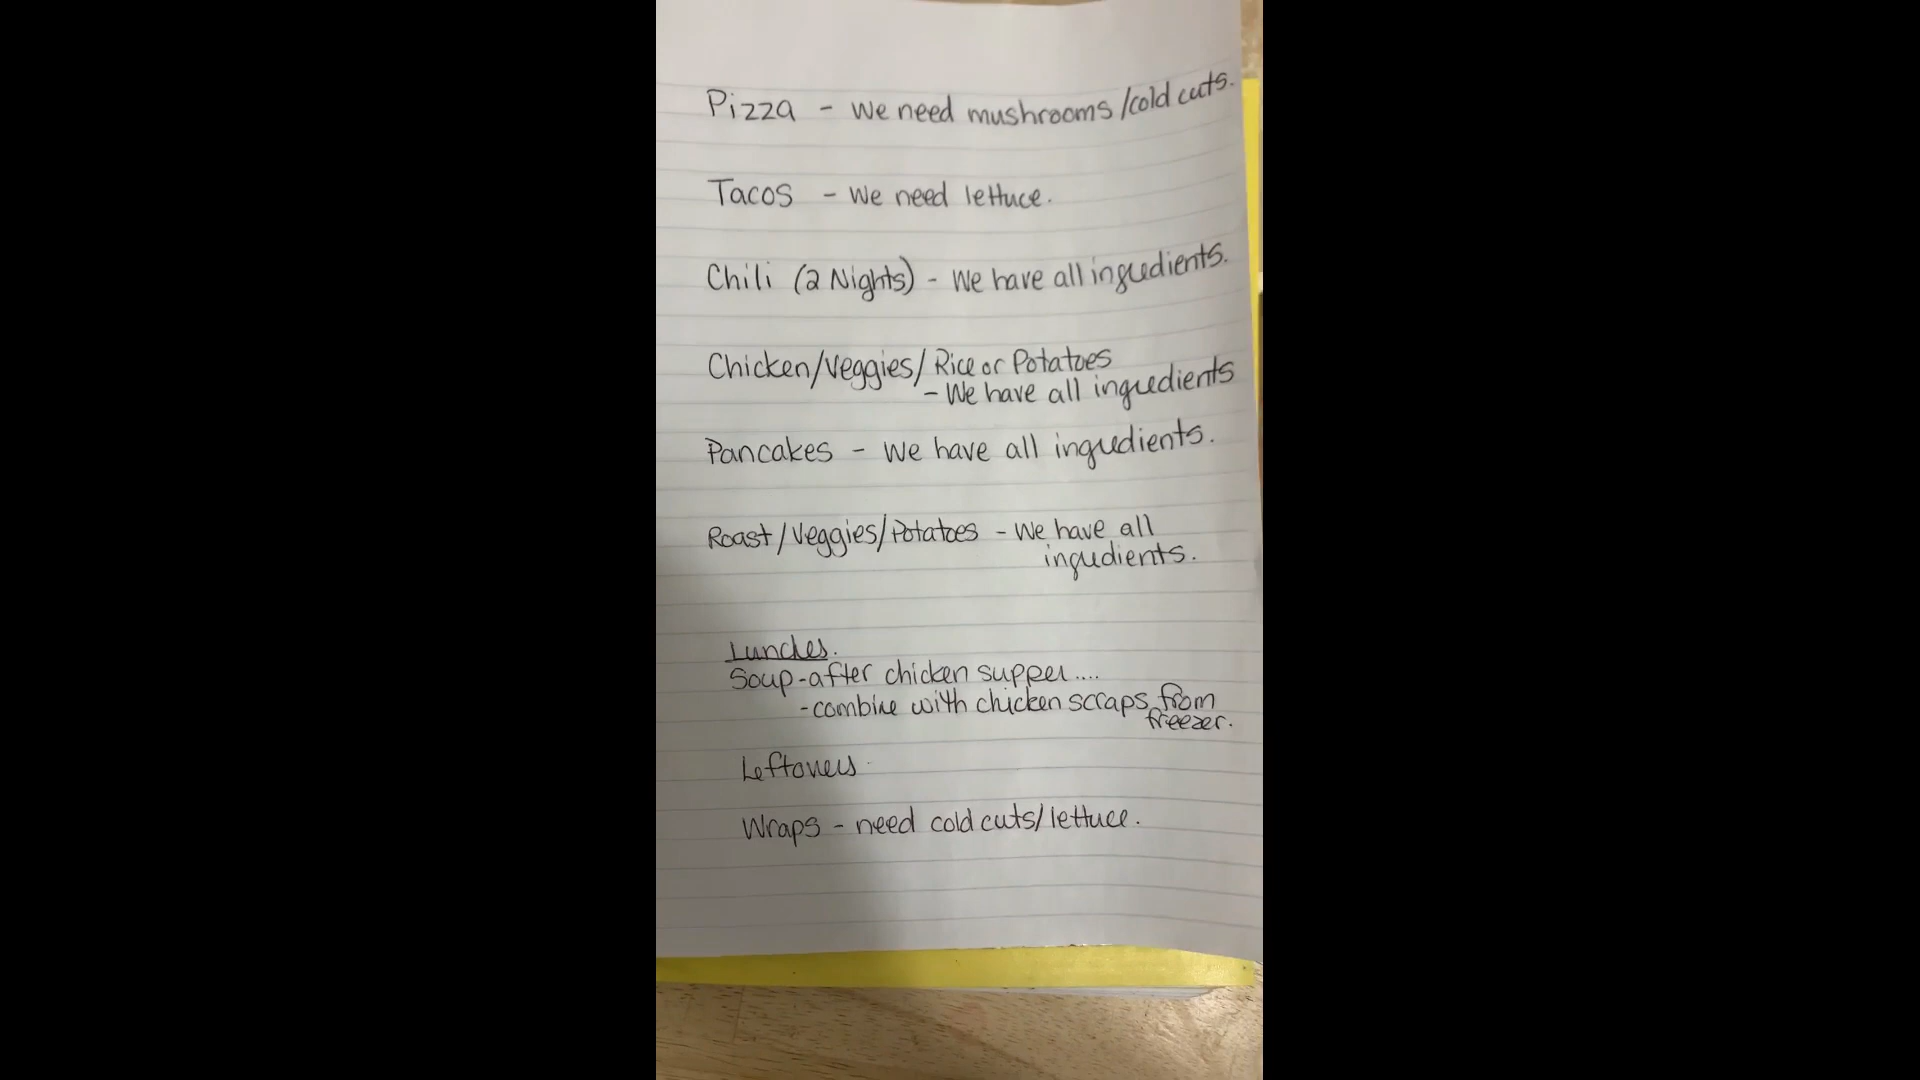 Pizza - We need mushrooms/cold cuts.
Tacos - We need lettuce.
Chili (2 Nights) - We have all ingredients.
Chicken/Veggies/Rice or Potatoes
- We have all ingredients
Pancakes - We have all ingredients.
Roast/Veggies/Potatoes - We have all
ingredients.
Lunches.
Soup - after chicken supper....
- combine with chicken scraps from
freezer.
Leftovers
Wraps - need cold cuts/lettuce.